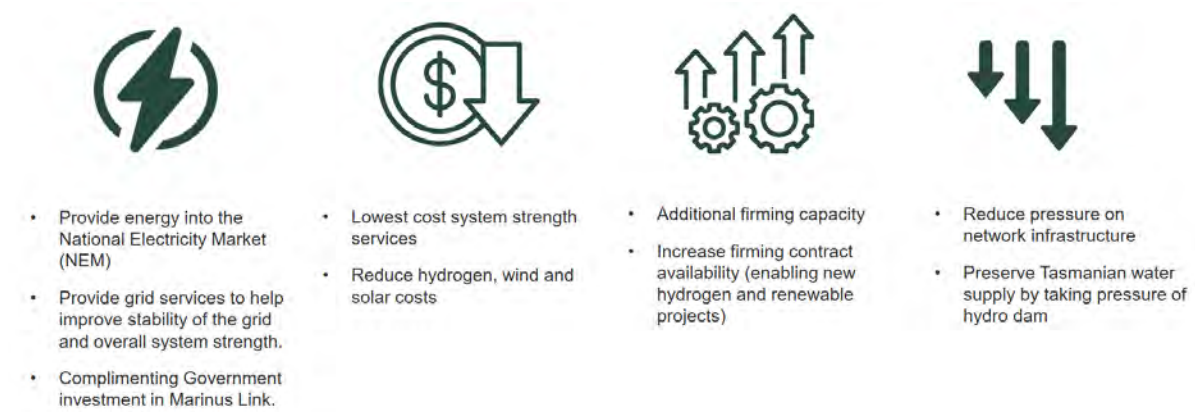 $
• Provide energy into the
National Electricity Market
(NEM)
• Provide grid services to help
improve stability of the grid
and overall system strength.
• Complimenting Government
investment in Marinus Link.
• Lowest cost system strength
services
• Reduce hydrogen, wind and
solar costs
• Additional firming capacity
• Increase firming contract
availability (enabling new
hydrogen and renewable
projects)
• Reduce pressure on
network infrastructure
• Preserve Tasmanian water
supply by taking pressure of
hydro dam